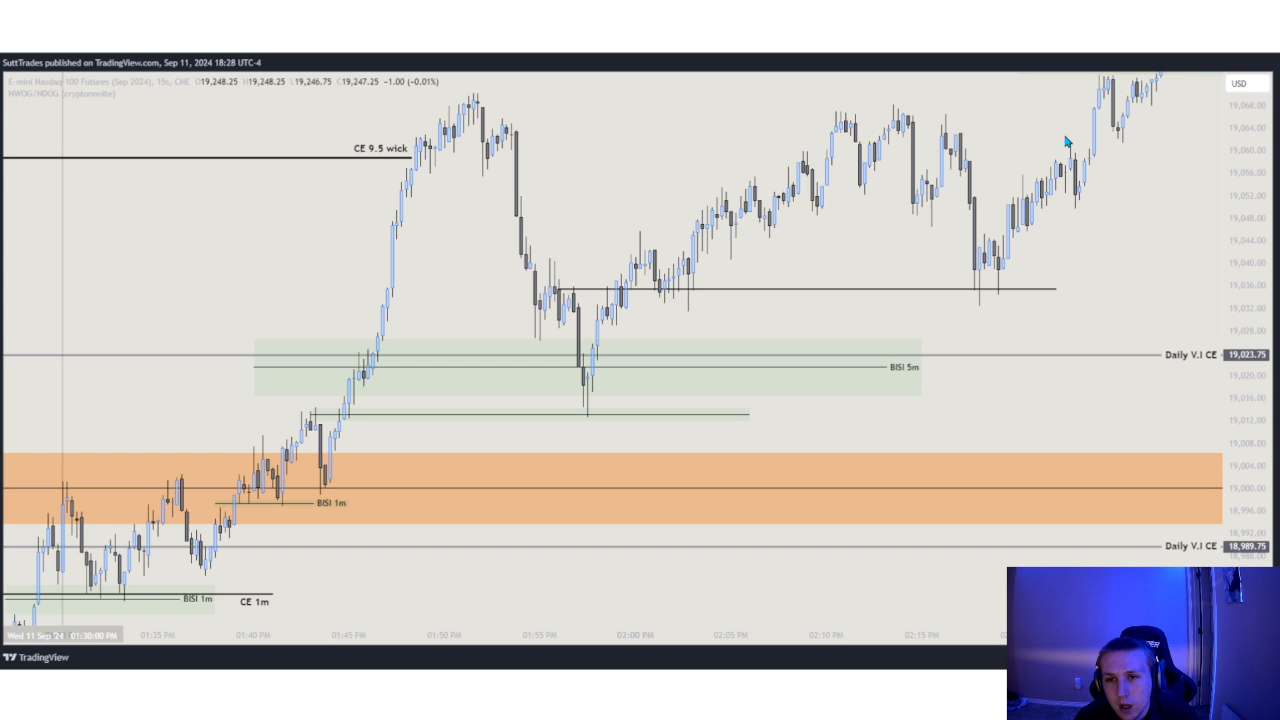 SuttTrades published on TradingView.com, Sep 11, 2024 18:28 UTC-4
E-mini Nasdaq-100 Futures (Sep 2024), 15s, CME O19,248.25 H19,248.25 L19,246.75 C19,247.25 −1.00 (−0.01%)
NWOG/NDOG (cryptonnnite)
USD
19,068.00
19,064.00
CE 9.5 wick
19,060.00
19,056.00
19,052.00
19,048.00
19,044.00
19,040.00
19,036.00
19,032.00
19,028.00
Daily V.I CE
19,023.75
BISI 5m
19,020.00
19,016.00
19,012.00
19,008.00
19,004.00
19,000.00
BISI 1m
18,996.00
18,992.00
Daily V.I CE
18,989.75
18,988.00
BISI 1m
CE 1m
Wed 11 Sep '24 01:30:00 PM
01:35 PM
01:40 PM
01:45 PM
01:50 PM
01:55 PM
02:00 PM
02:05 PM
02:10 PM
02:15 PM
TradingView